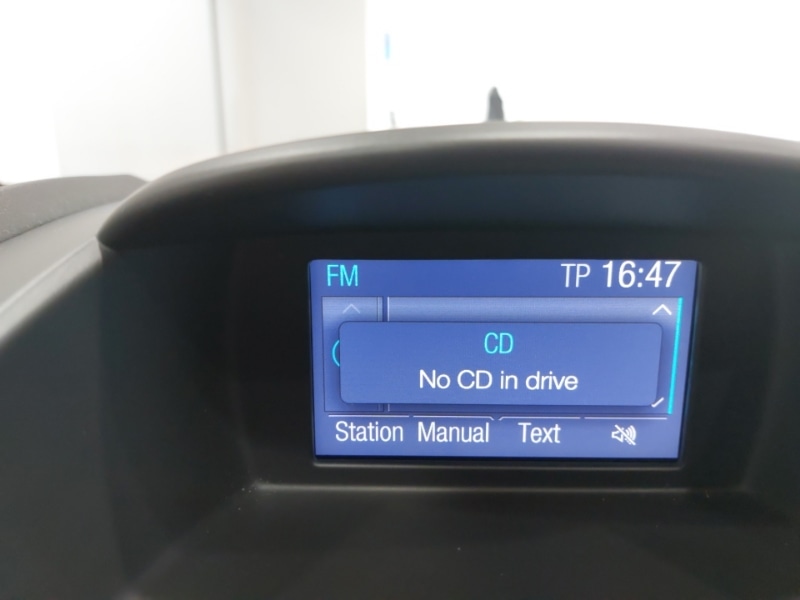 FM TP 16:47
CD
No CD in drive
Station Manual Text